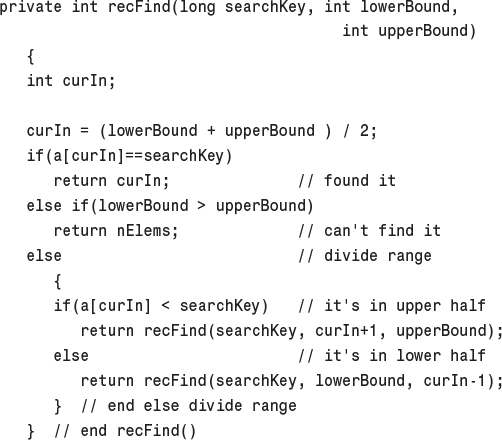 private int recFind(long searchKey, int lowerBound,
                                      int upperBound)
   {
   int curIn;

   curIn = (lowerBound + upperBound ) / 2;
   if(a[curIn]==searchKey)
      return curIn;              // found it
   else if(lowerBound > upperBound)
      return nElems;             // can't find it
   else                          // divide range
      {
      if(a[curIn] < searchKey)   // it's in upper half
         return recFind(searchKey, curIn+1, upperBound);
      else                       // it's in lower half
         return recFind(searchKey, lowerBound, curIn-1);
      }  // end else divide range
   }  // end recFind()